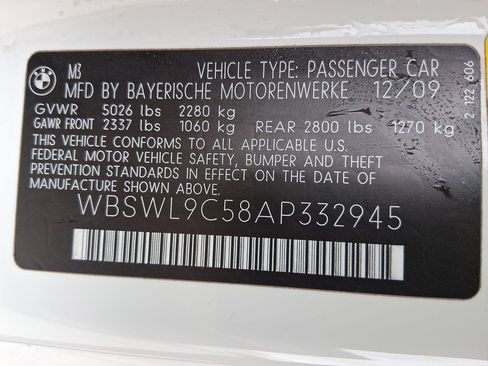 M3 VEHICLE TYPE: PASSENGER CAR
MFD BY BAYERISCHE MOTORENWERKE 12/09
GVWR 5026 lbs 2280 kg
GAWR FRONT 2337 lbs 1060 kg REAR 2800 lbs 1270 kg
THIS VEHICLE CONFORMS TO ALL APPLICABLE U.S.
FEDERAL MOTOR VEHICLE SAFETY, BUMPER AND THEFT
PREVENTION STANDARDS IN EFFECT ON THE DATE OF
MANUFACTURE SHOWN ABOVE.
WBSWL9C58AP332945
2 122 606